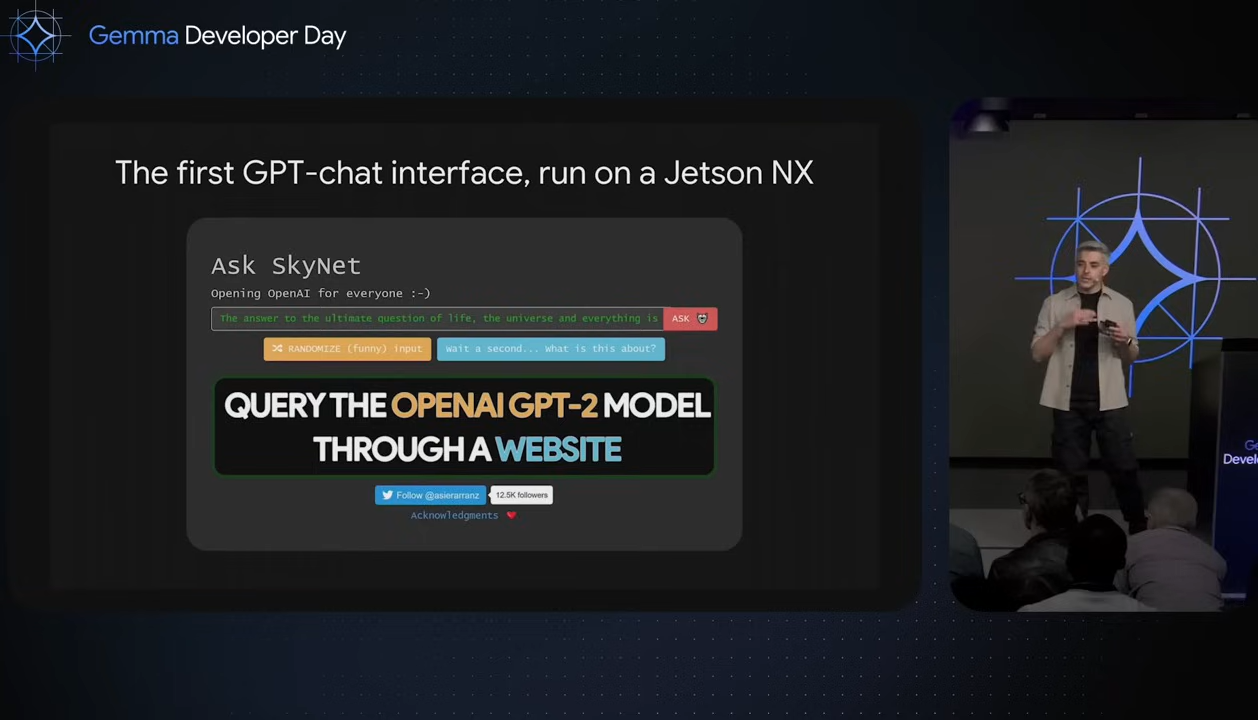 Gemma Developer Day
The first GPT-chat interface, run on a Jetson NX
Ask SkyNet
Opening OpenAI for everyone :-)
The answer to the ultimate question of life, the universe and everything is
ASK
RANDOMIZE (funny) input
Wait a second... What is this about?
QUERY THE OPENAI GPT-2 MODEL
THROUGH A WEBSITE
Follow @asierarranz
12.5K followers
Acknowledgments
Ge
Devel